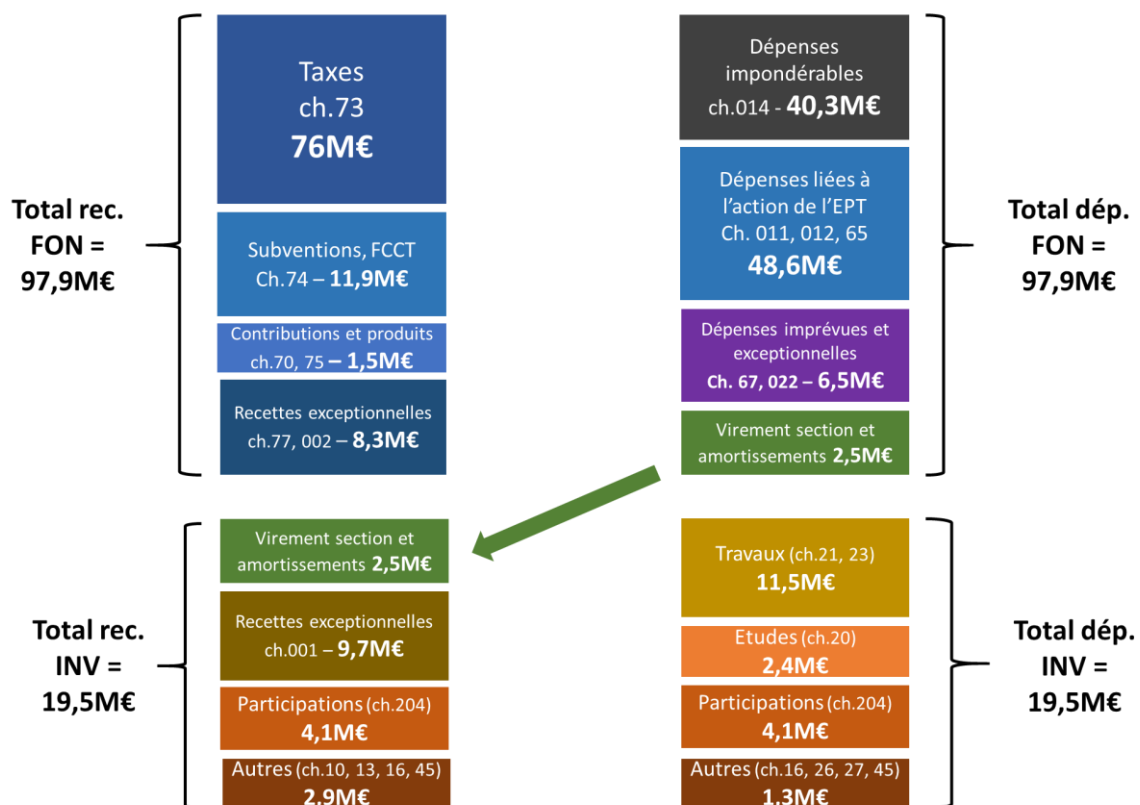 Total rec.
FON =
97,9M€
Taxes
ch.73
76M€
Subventions, FCCT
Ch.74 – 11,9M€
Contributions et produits
ch.70, 75 – 1,5M€
Recettes exceptionnelles
ch.77, 002 – 8,3M€
Dépenses
impondérables
ch.014 - 40,3M€
Dépenses liées à
l’action de l’EPT
Ch. 011, 012, 65
48,6M€
Dépenses imprévues et
exceptionnelles
Ch. 67, 022 – 6,5M€
Virement section et
amortissements 2,5M€
Total dép.
FON =
97,9M€
Total rec.
INV =
19,5M€
Virement section et
amortissements 2,5M€
Recettes exceptionnelles
ch.001 – 9,7M€
Participations (ch.204)
4,1M€
Autres (ch.10, 13, 16, 45)
2,9M€
Travaux (ch.21, 23)
11,5M€
Etudes (ch.20)
2,4M€
Participations (ch.204)
4,1M€
Autres (ch.16, 26, 27, 45)
1,3M€
Total dép.
INV =
19,5M€